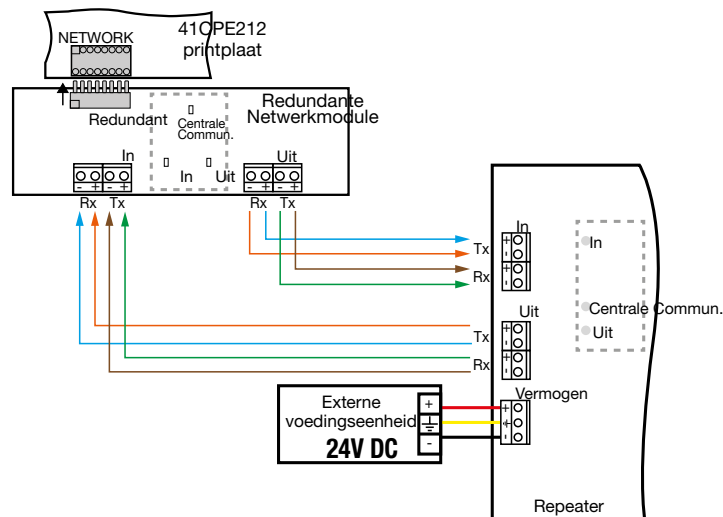 41CPE212
printplaat
NETWORK
Redundant
Redundante
Netwerkmodule
Centrale
Commun.
In
In
Uit
Uit
- + - +
- + - +
Rx Tx
Rx Tx
In
Tx
Rx
+
-
+
-
In
Centrale Commun.
Uit
Uit
Tx
Rx
+
-
+
-
Vermogen
Externe
voedingseenheid
24V DC
+
-
+
+
-
Repeater